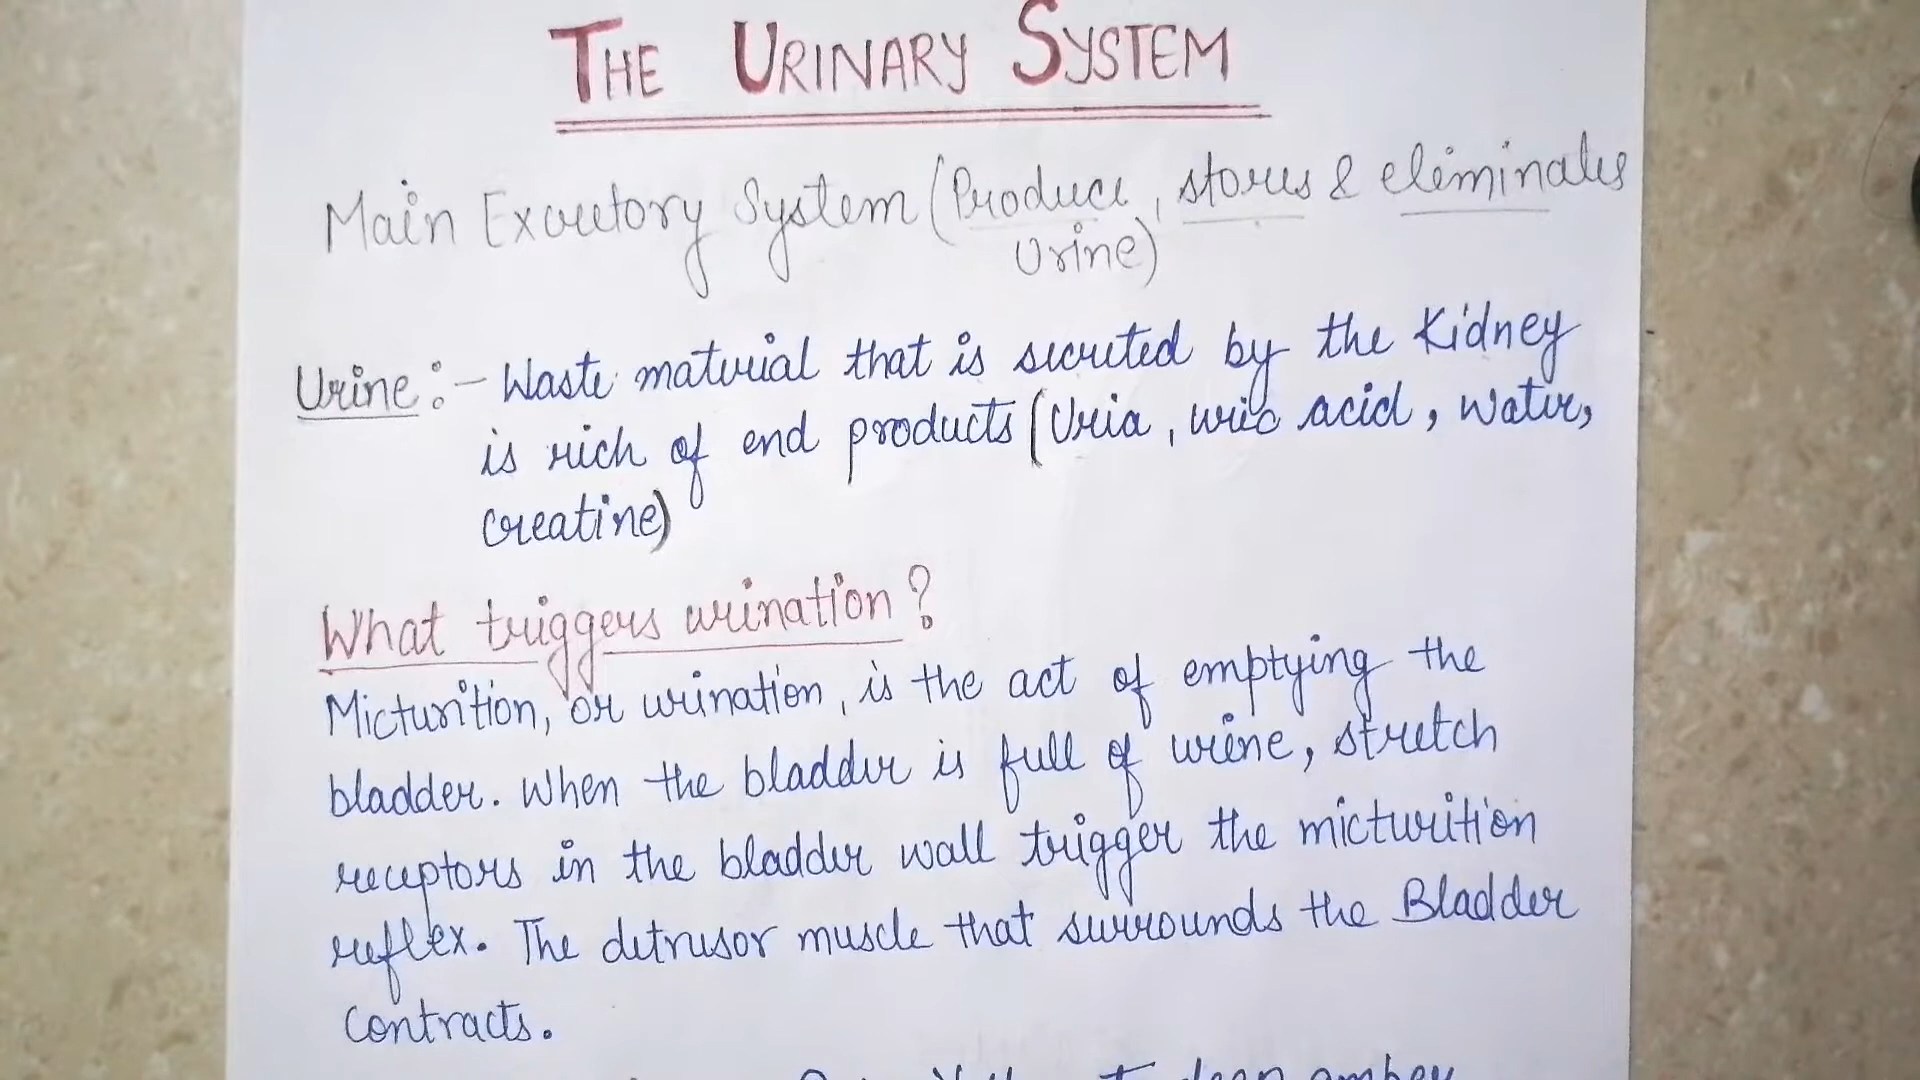 THE URINARY SYSTEM
Main Excretory System (Produce, stores & eliminates
Urine)
Urine:- Waste material that is secreted by the Kidney
is rich of end products (Uria, uric acid, Water,
creatine)
What triggers urination?
Micturition, or urination, is the act of emptying the
bladder. When the bladder is full of urine, stretch
receptors in the bladder wall trigger the micturition
reflex. The detrusor muscle that surrounds the Bladder
contracts.
deep amber